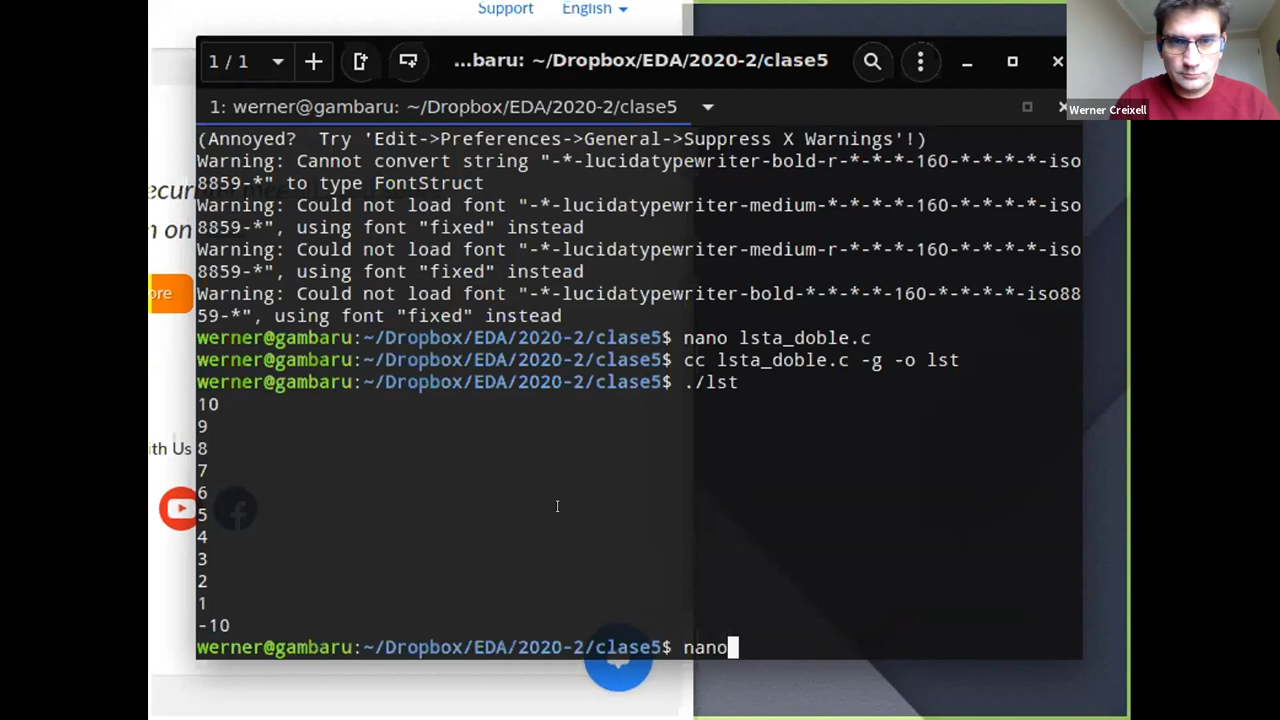 Support English
1 / 1 ...baru: ~/Dropbox/EDA/2020-2/clase5
Werner Creixell
1: werner@gambaru: ~/Dropbox/EDA/2020-2/clase5
(Annoyed?  Try 'Edit->Preferences->General->Suppress X Warnings'!)
Warning: Cannot convert string "-*-lucidatypewriter-bold-r-*-*-*-160-*-*-*-*-iso
8859-*" to type FontStruct
Warning: Could not load font "-*-lucidatypewriter-medium-*-*-*-160-*-*-*-*-iso
8859-*", using font "fixed" instead
Warning: Could not load font "-*-lucidatypewriter-medium-r-*-*-*-160-*-*-*-*-iso
8859-*", using font "fixed" instead
Warning: Could not load font "-*-lucidatypewriter-bold-*-*-*-*-160-*-*-*-*-iso88
59-*", using font "fixed" instead
werner@gambaru:~/Dropbox/EDA/2020-2/clase5$ nano lsta_doble.c
werner@gambaru:~/Dropbox/EDA/2020-2/clase5$ cc lsta_doble.c -g -o lst
werner@gambaru:~/Dropbox/EDA/2020-2/clase5$ ./lst
10
9
8
7
6
5
4
3
2
1
-10
werner@gambaru:~/Dropbox/EDA/2020-2/clase5$ nano
ith Us